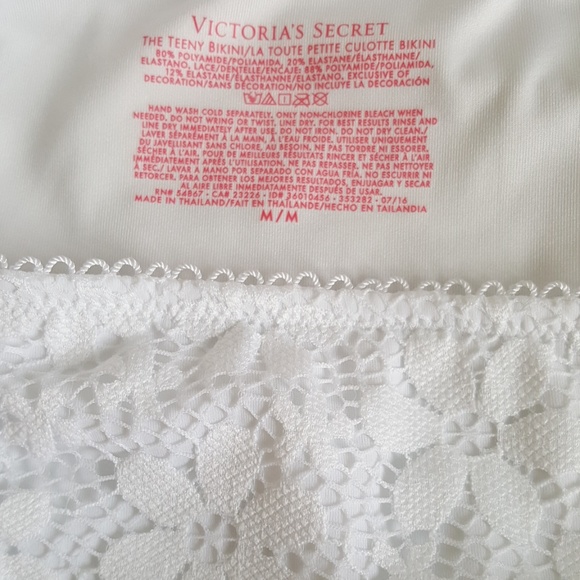 VICTORIA'S SECRET
THE TEENY BIKINI/LA TOUTE PETITE CULOTTE BIKINI
80% POLYAMIDE/POLIAMIDA, 20% ELASTANE/ÉLASTHANNE/
ELASTANO, LACE/DENTELLE/ENCAJE: 88% POLYAMIDE/POLIAMIDA,
12% ELASTANE/ÉLASTHANNE/ELASTANO, EXCLUSIVE OF
DECORATION/SANS DÉCORATION/NO INCLUYE LA DECORACIÓN
HAND WASH COLD SEPARATELY, ONLY NON-CHLORINE BLEACH WHEN
NEEDED. DO NOT WRING OR TWIST. LINE DRY. FOR BEST RESULTS RINSE AND
LINE DRY IMMEDIATELY AFTER USE. DO NOT IRON. DO NOT DRY CLEAN./
LAVER SÉPARÉMENT À LA MAIN, À L'EAU FROIDE. UTILISER UNIQUEMENT
DU JAVELLISANT SANS CHLORE, AU BESOIN. NE PAS TORDRE NI ESSORER.
SÉCHER À L'AIR. POUR DE MEILLEURS RÉSULTATS RINCER ET SÉCHER À L'AIR
IMMÉDIATEMENT APRÈS L'UTILISATION. NE PAS REPASSER. NE PAS NETTOYER
À SEC./ LAVAR A MANO POR SEPARADO CON AGUA FRÍA. NO ESCURRIR NI
RETORCER. PARA OBTENER LOS MEJORES RESULTADOS, ENJUAGAR Y SECAR
AL AIRE LIBRE IMMEDIATAMENTE DESPUÉS DE USAR.
RN# 54867 • CA# 23226 • ID# 36010456 • 353282 • 07/16
MADE IN THAILAND/FAIT EN THAÏLANDE/HECHO EN TAILANDIA
M/M